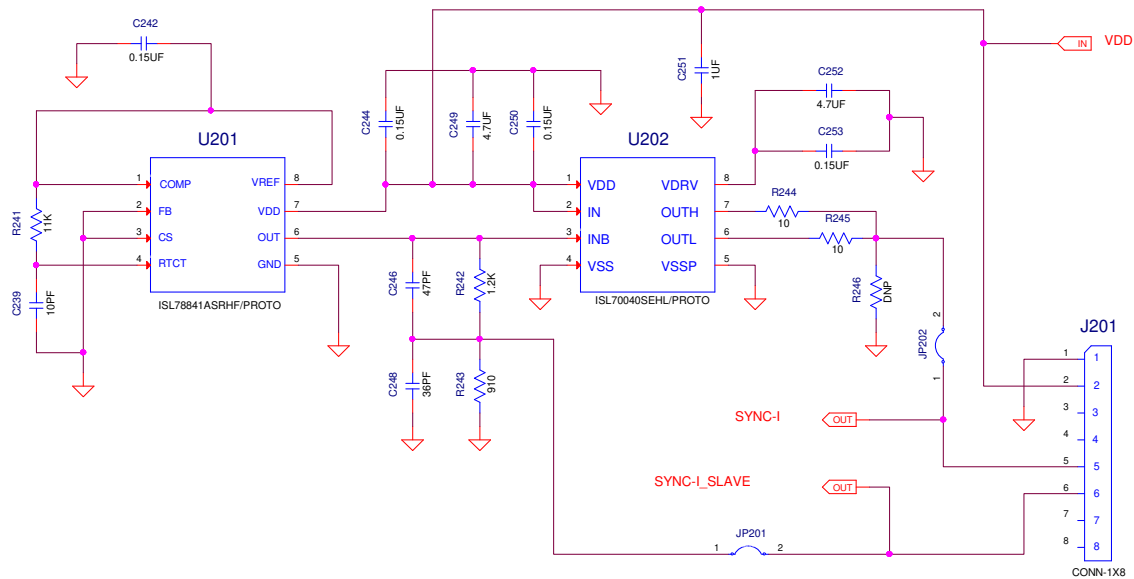 C242
0.15UF
C251
1UF
IN
VDD
C252
4.7UF
C253
0.15UF
C244
0.15UF
C249
4.7UF
C250
0.15UF
U201
1 COMP VREF 8
2 FB VDD 7
3 CS OUT 6
4 RTCT GND 5
ISL78841ASRHF/PROTO
R241
11K
C239
10PF
U202
1 VDD VDRV 8
2 IN OUTH 7
3 INB OUTL 6
4 VSS VSSP 5
ISL70040SEHL/PROTO
R244
10
R245
10
R246
DNP
C246
47PF
R242
1.2K
C248
36PF
R243
910
2
JP202
1
J201
1 1
2 2
3 3
4 4
5 5
6 6
7 7
8 8
CONN-1X8
SYNC-I
OUT
SYNC-I_SLAVE
OUT
JP201
1 2